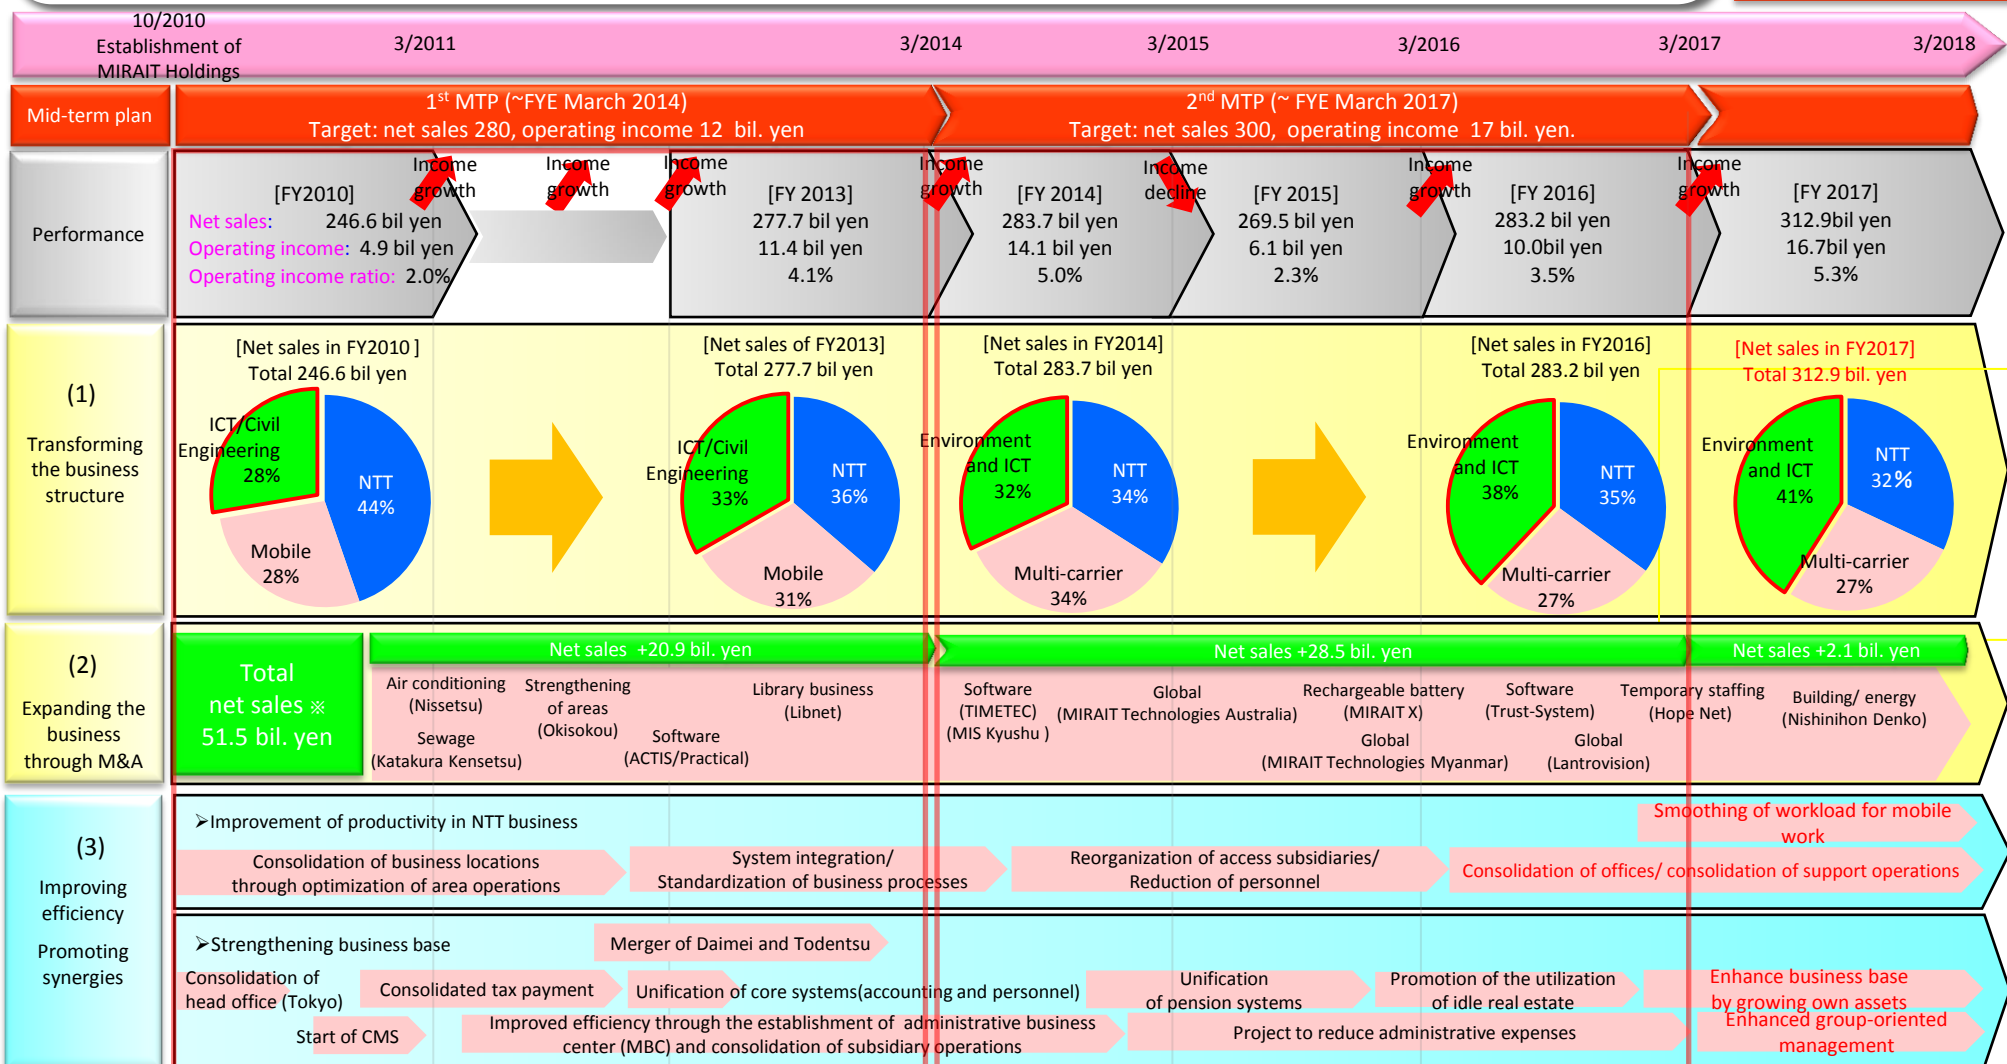 10/2010
Establishment of
MIRAIT Holdings
3/2011
3/2014
3/2015
3/2016
3/2017
3/2018
Mid-term plan
1st MTP (~FYE March 2014)
Target: net sales 280, operating income 12 bil. yen
2nd MTP (~ FYE March 2017)
Target: net sales 300, operating income 17 bil. yen.
Performance
[FY2010]
Net sales: 246.6 bil yen
Operating income: 4.9 bil yen
Operating income ratio: 2.0%
Income
growth
Income
growth
Income
growth
[FY 2013]
277.7 bil yen
11.4 bil yen
4.1%
Income
growth
[FY 2014]
283.7 bil yen
14.1 bil yen
5.0%
Income
decline
[FY 2015]
269.5 bil yen
6.1 bil yen
2.3%
Income
growth
[FY 2016]
283.2 bil yen
10.0bil yen
3.5%
Income
growth
[FY 2017]
312.9bil yen
16.7bil yen
5.3%
(1)
Transforming
the business
structure
[Net sales in FY2010 ]
Total 246.6 bil yen
ICT/Civil
Engineering
28%
NTT
44%
Mobile
28%
[Net sales of FY2013]
Total 277.7 bil yen
ICT/Civil
Engineering
33%
NTT
36%
Mobile
31%
[Net sales in FY2014]
Total 283.7 bil yen
Environment
and ICT
32%
NTT
34%
Multi-carrier
34%
[Net sales in FY2016]
Total 283.2 bil yen
Environment
and ICT
38%
NTT
35%
Multi-carrier
27%
[Net sales in FY2017]
Total 312.9 bil. yen
Environment
and ICT
41%
NTT
32%
Multi-carrier
27%
(2)
Expanding the
business
through M&A
Total
net sales ※
51.5 bil. yen
Net sales +20.9 bil. yen
Net sales +28.5 bil. yen
Net sales +2.1 bil. yen
Air conditioning
(Nissetsu)
Sewage
(Katakura Kensetsu)
Strengthening
of areas
(Okisokou)
Software
(ACTIS/Practical)
Library business
(Libnet)
Software
(TIMETEC)
(MIS Kyushu )
Global
(MIRAIT Technologies Australia)
Rechargeable battery
(MIRAIT X)
Global
(MIRAIT Technologies Myanmar)
Software
(Trust-System)
Global
(Lantrovision)
Temporary staffing
(Hope Net)
Building/ energy
(Nishinihon Denko)
(3)
Improving
efficiency
Promoting
synergies
➢Improvement of productivity in NTT business
Smoothing of workload for mobile
work
Consolidation of business locations
through optimization of area operations
System integration/
Standardization of business processes
Reorganization of access subsidiaries/
Reduction of personnel
Consolidation of offices/ consolidation of support operations
➢Strengthening business base
Merger of Daimei and Todentsu
Consolidation of
head office (Tokyo)
Consolidated tax payment
Unification of core systems(accounting and personnel)
Unification
of pension systems
Promotion of the utilization
of idle real estate
Enhance business base
by growing own assets
Start of CMS
Improved efficiency through the establishment of administrative business
center (MBC) and consolidation of subsidiary operations
Project to reduce administrative expenses
Enhanced group-oriented
management